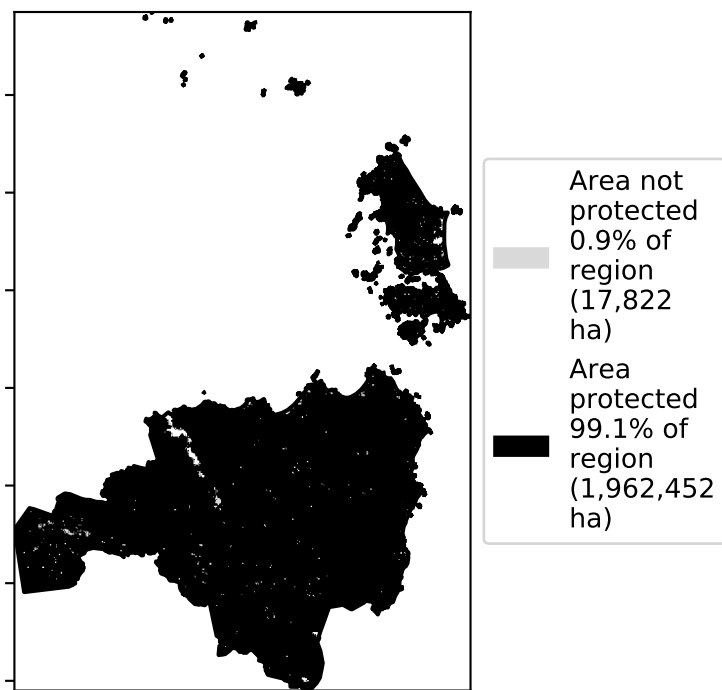 Area not
protected
0.9% of
region
(17,822
ha)
Area
protected
99.1% of
region
(1,962,452
ha)